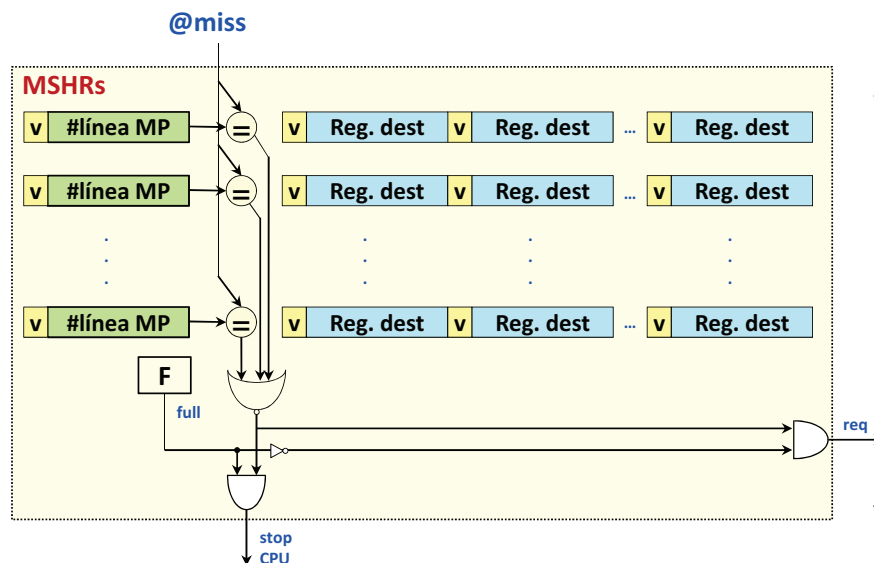 @miss
MSHRs
v #línea MP = v Reg. dest v Reg. dest ... v Reg. dest
v #línea MP = v Reg. dest v Reg. dest ... v Reg. dest
v #línea MP = v Reg. dest v Reg. dest ... v Reg. dest
F
full
req
stop
CPU